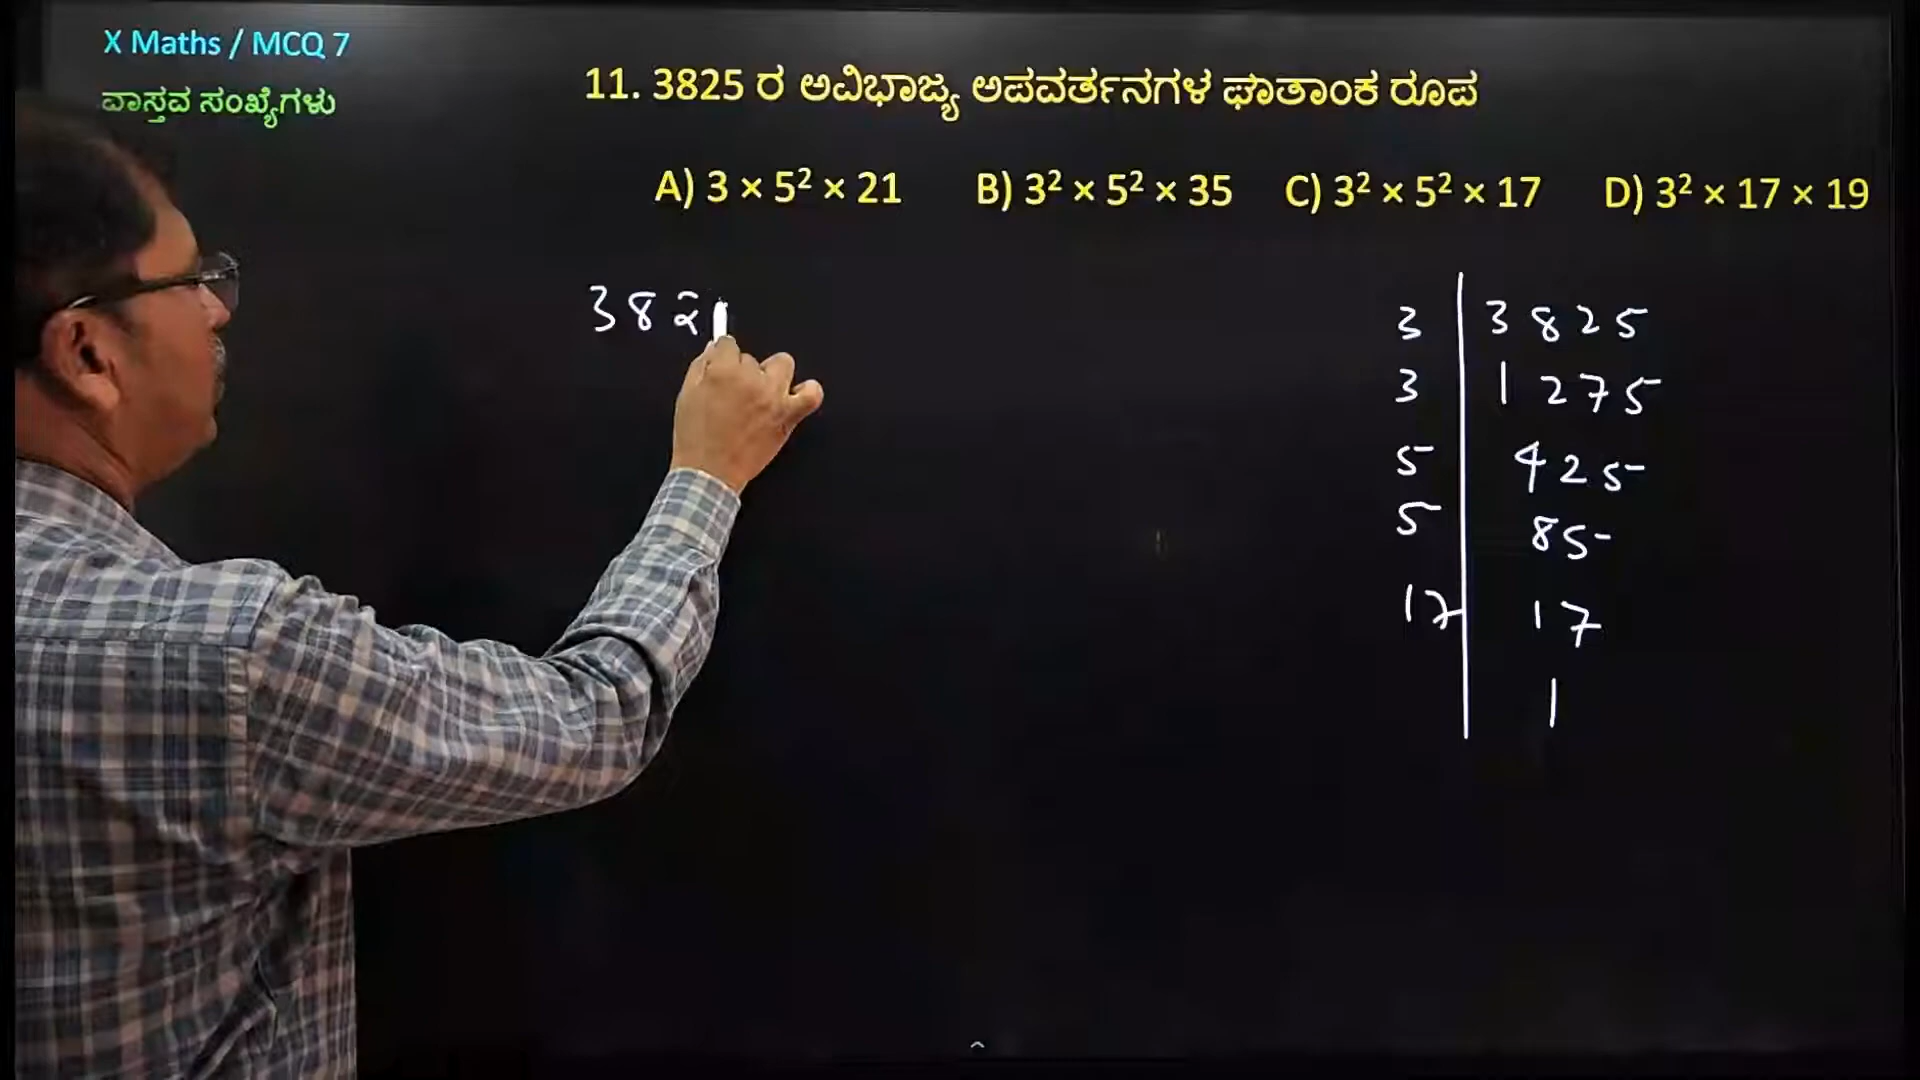 X Maths / MCQ 7
ವಾಸ್ತವ ಸಂಖ್ಯೆಗಳು
11. 3825 ರ ಅವಿಭಾಜ್ಯ ಅಪವರ್ತನಗಳ ಘಾತಾಂಕ ರೂಪ
A) 3 × 5² × 21 B) 3² × 5² × 35 C) 3² × 5² × 17 D) 3² × 17 × 19
382
3 | 3825
3 | 1275
5 | 425
5 | 85
17 | 17
1